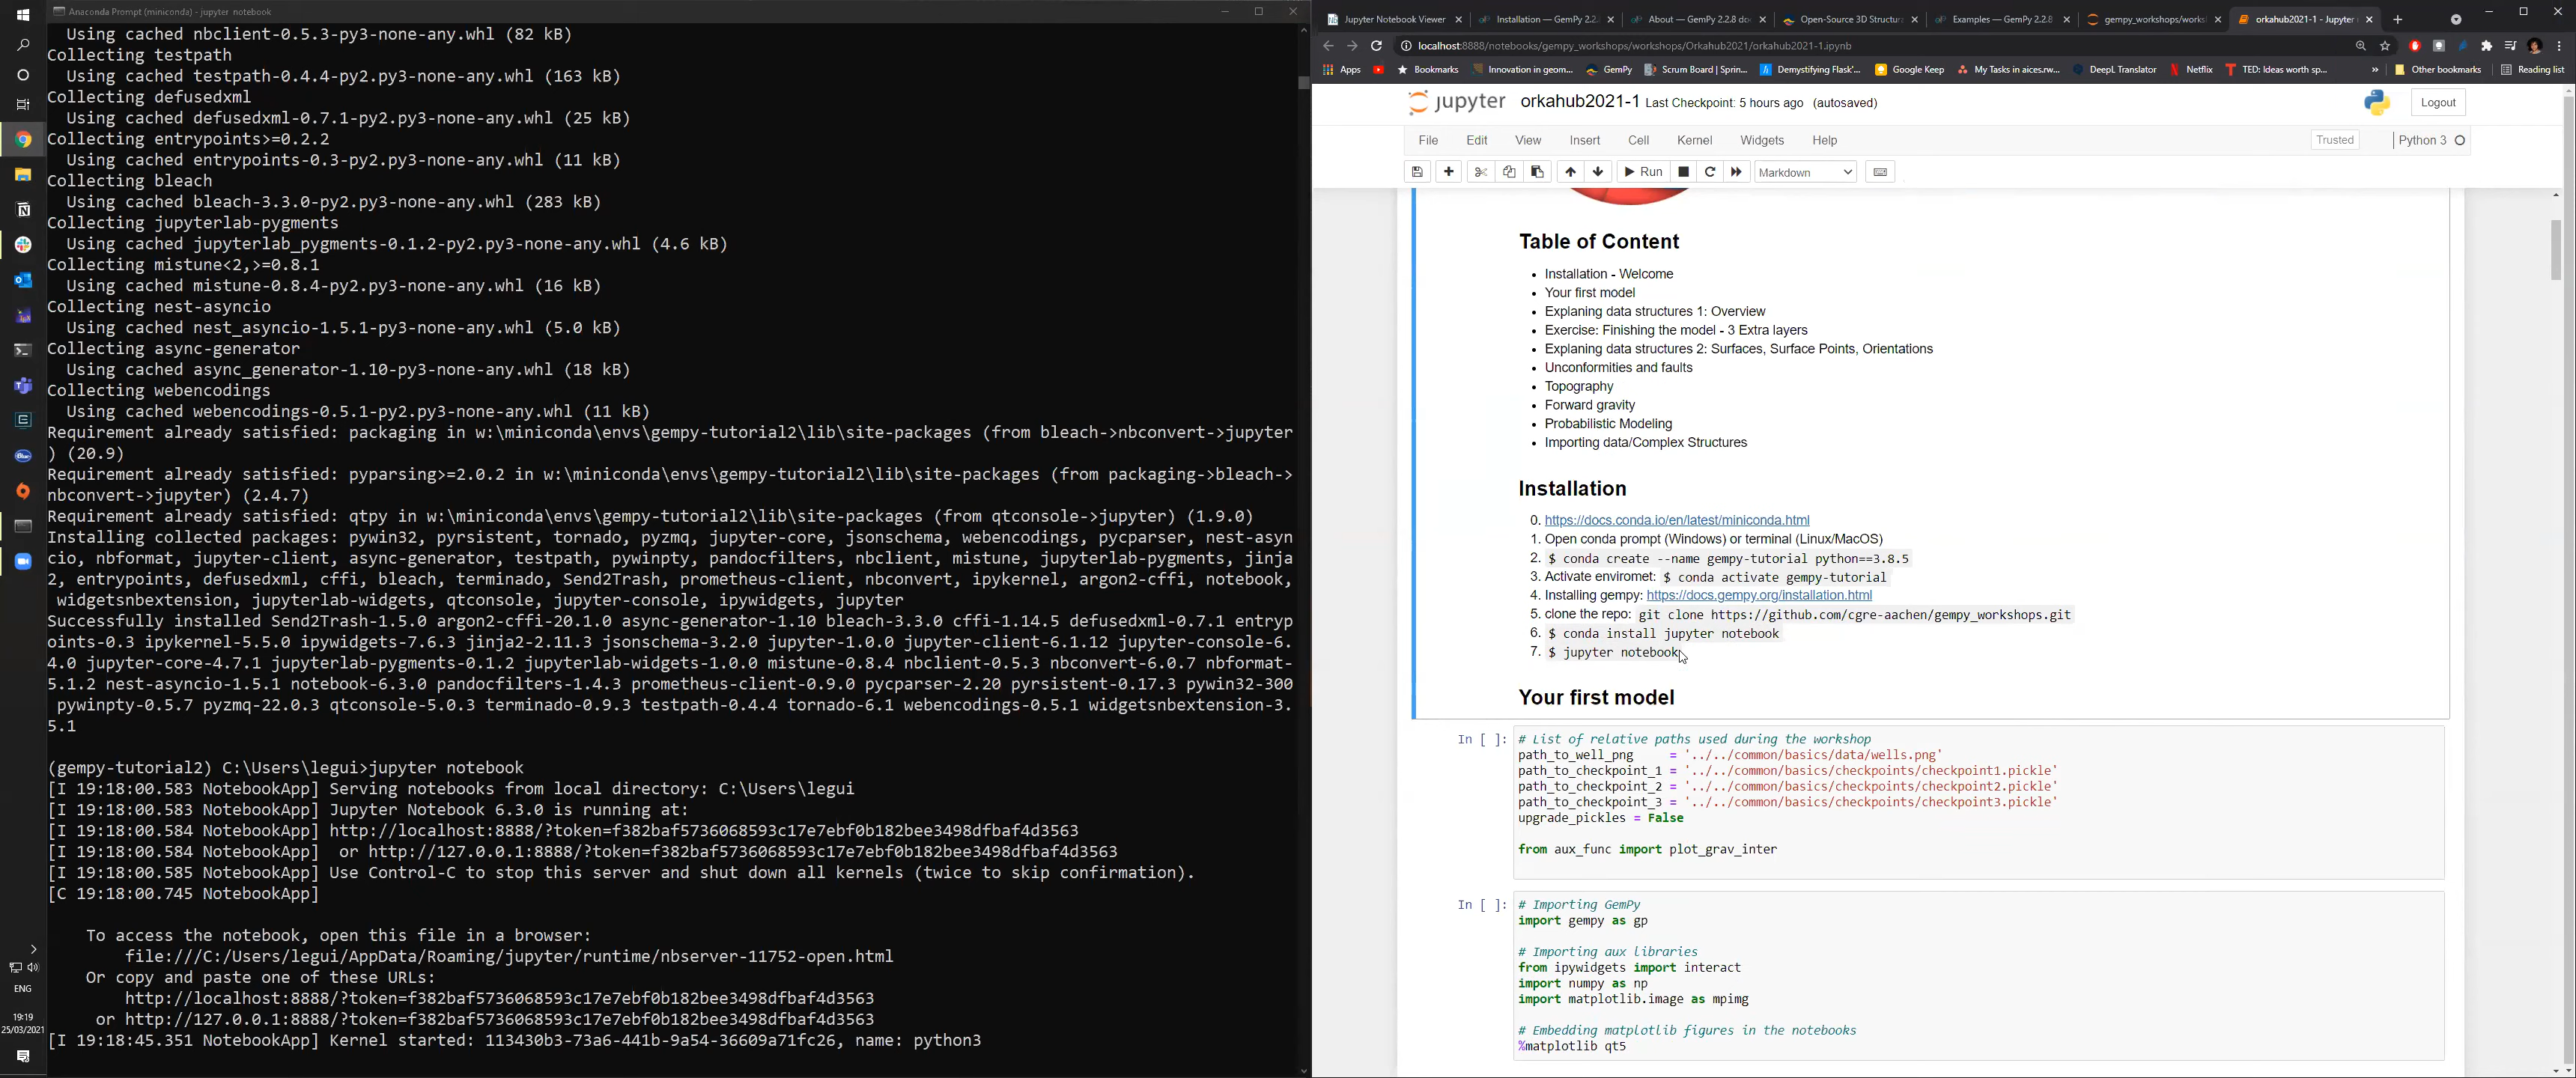 Anaconda Prompt (miniconda) - jupyter notebook
Using cached nbclient-0.5.3-py3-none-any.whl (82 kB)
Collecting testpath
Using cached testpath-0.4.4-py2.py3-none-any.whl (163 kB)
Collecting defusedxml
Using cached defusedxml-0.7.1-py2.py3-none-any.whl (25 kB)
Collecting entrypoints>=0.2.2
Using cached entrypoints-0.3-py2.py3-none-any.whl (11 kB)
Collecting bleach
Using cached bleach-3.3.0-py2.py3-none-any.whl (283 kB)
Collecting jupyterlab-pygments
Using cached jupyterlab_pygments-0.1.2-py2.py3-none-any.whl (4.6 kB)
Collecting mistune<2,>=0.8.1
Using cached mistune-0.8.4-py2.py3-none-any.whl (16 kB)
Collecting nest-asyncio
Using cached nest_asyncio-1.5.1-py3-none-any.whl (5.0 kB)
Collecting async-generator
Using cached async_generator-1.10-py3-none-any.whl (18 kB)
Collecting webencodings
Using cached webencodings-0.5.1-py2.py3-none-any.whl (11 kB)
Requirement already satisfied: packaging in w:\miniconda\envs\gempy-tutorial2\lib\site-packages (from bleach->nbconvert->jupyter
) (20.9)
Requirement already satisfied: pyparsing>=2.0.2 in w:\miniconda\envs\gempy-tutorial2\lib\site-packages (from packaging->bleach->
nbconvert->jupyter) (2.4.7)
Requirement already satisfied: qtpy in w:\miniconda\envs\gempy-tutorial2\lib\site-packages (from qtconsole->jupyter) (1.9.0)
Installing collected packages: pywin32, pyrsistent, tornado, pyzmq, jupyter-core, jsonschema, webencodings, pycparser, nest-asyn
cio, nbformat, jupyter-client, async-generator, testpath, pywinpty, pandocfilters, nbclient, mistune, jupyterlab-pygments, jinja
2, entrypoints, defusedxml, cffi, bleach, terminado, Send2Trash, prometheus-client, nbconvert, ipykernel, argon2-cffi, notebook,
widgetsnbextension, jupyterlab-widgets, qtconsole, jupyter-console, ipywidgets, jupyter
Successfully installed Send2Trash-1.5.0 argon2-cffi-20.1.0 async-generator-1.10 bleach-3.3.0 cffi-1.14.5 defusedxml-0.7.1 entryp
oints-0.3 ipykernel-5.5.0 ipywidgets-7.6.3 jinja2-2.11.3 jsonschema-3.2.0 jupyter-1.0.0 jupyter-client-6.1.12 jupyter-console-6.
4.0 jupyter-core-4.7.1 jupyterlab-pygments-0.1.2 jupyterlab-widgets-1.0.0 mistune-0.8.4 nbclient-0.5.3 nbconvert-6.0.7 nbformat-
5.1.2 nest-asyncio-1.5.1 notebook-6.3.0 pandocfilters-1.4.3 prometheus-client-0.9.0 pycparser-2.20 pyrsistent-0.17.3 pywin32-300
pywinpty-0.5.7 pyzmq-22.0.3 qtconsole-5.0.3 terminado-0.9.3 testpath-0.4.4 tornado-6.1 webencodings-0.5.1 widgetsnbextension-3.
5.1
(gempy-tutorial2) C:\Users\legui>jupyter notebook
[I 19:18:00.583 NotebookApp] Serving notebooks from local directory: C:\Users\legui
[I 19:18:00.583 NotebookApp] Jupyter Notebook 6.3.0 is running at:
[I 19:18:00.584 NotebookApp] http://localhost:8888/?token=f382baf5736068593c17e7ebf0b182bee3498dfbaf4d3563
[I 19:18:00.584 NotebookApp]  or http://127.0.0.1:8888/?token=f382baf5736068593c17e7ebf0b182bee3498dfbaf4d3563
[I 19:18:00.585 NotebookApp] Use Control-C to stop this server and shut down all kernels (twice to skip confirmation).
[C 19:18:00.745 NotebookApp]
To access the notebook, open this file in a browser:
file:///C:/Users/legui/AppData/Roaming/jupyter/runtime/nbserver-11752-open.html
Or copy and paste one of these URLs:
http://localhost:8888/?token=f382baf5736068593c17e7ebf0b182bee3498dfbaf4d3563
or http://127.0.0.1:8888/?token=f382baf5736068593c17e7ebf0b182bee3498dfbaf4d3563
[I 19:18:45.351 NotebookApp] Kernel started: 113430b3-73a6-441b-9a54-36609a71fc26, name: python3
ENG
19:19
25/03/2021
Jupyter Notebook Viewer
Installation — GemPy 2.2.
About — GemPy 2.2.8 do
Open-Source 3D Structur
Examples — GemPy 2.2.8
gempy_workshops/works
orkahub2021-1 - Jupyter
localhost:8888/notebooks/gempy_workshops/workshops/Orkahub2021/orkahub2021-1.ipynb
Apps
Bookmarks
Innovation in geom...
GemPy
Scrum Board | Sprin...
Demystifying Flask'...
Google Keep
My Tasks in aices.rw...
DeepL Translator
Netflix
TED: Ideas worth sp...
»
Other bookmarks
Reading list
jupyter orkahub2021-1 Last Checkpoint: 5 hours ago (autosaved)
Logout
File Edit View Insert Cell Kernel Widgets Help
Trusted
Python 3
Run
Markdown
Table of Content
• Installation - Welcome
• Your first model
• Explaning data structures 1: Overview
• Exercise: Finishing the model - 3 Extra layers
• Explaning data structures 2: Surfaces, Surface Points, Orientations
• Unconformities and faults
• Topography
• Forward gravity
• Probabilistic Modeling
• Importing data/Complex Structures
Installation
0. https://docs.conda.io/en/latest/miniconda.html
1. Open conda prompt (Windows) or terminal (Linux/MacOS)
2. $ conda create --name gempy-tutorial python==3.8.5
3. Activate enviromet: $ conda activate gempy-tutorial
4. Installing gempy: https://docs.gempy.org/installation.html
5. clone the repo: git clone https://github.com/cgre-aachen/gempy_workshops.git
6. $ conda install jupyter notebook
7. $ jupyter notebook
Your first model
In [ ]:
# List of relative paths used during the workshop
path_to_well_png = '../../common/basics/data/wells.png'
path_to_checkpoint_1 = '../../common/basics/checkpoints/checkpoint1.pickle'
path_to_checkpoint_2 = '../../common/basics/checkpoints/checkpoint2.pickle'
path_to_checkpoint_3 = '../../common/basics/checkpoints/checkpoint3.pickle'
upgrade_pickles = False
from aux_func import plot_grav_inter
In [ ]:
# Importing GemPy
import gempy as gp
# Importing aux libraries
from ipywidgets import interact
import numpy as np
import matplotlib.image as mpimg
# Embedding matplotlib figures in the notebooks
%matplotlib qt5